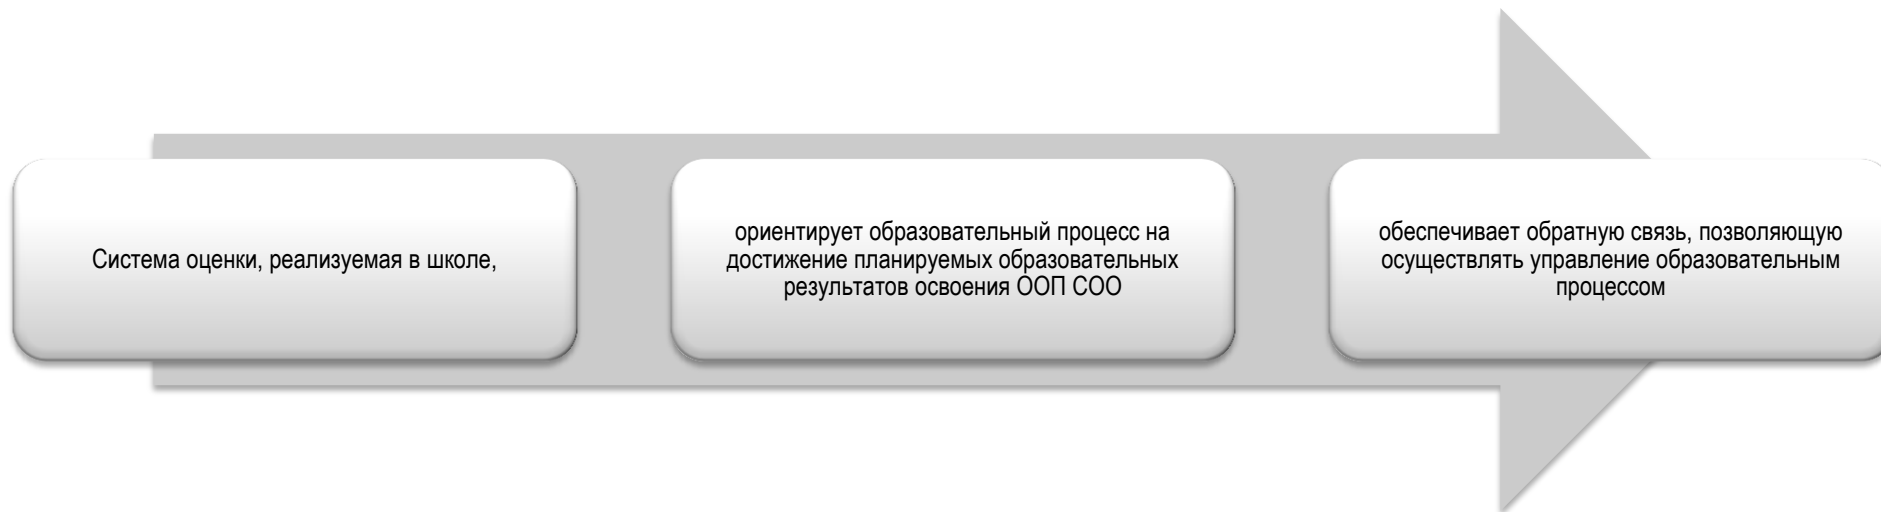 Система оценки, реализуемая в школе,
ориентирует образовательный процесс на
достижение планируемых образовательных
результатов освоения ООП СОО
обеспечивает обратную связь, позволяющую
осуществлять управление образовательным
процессом